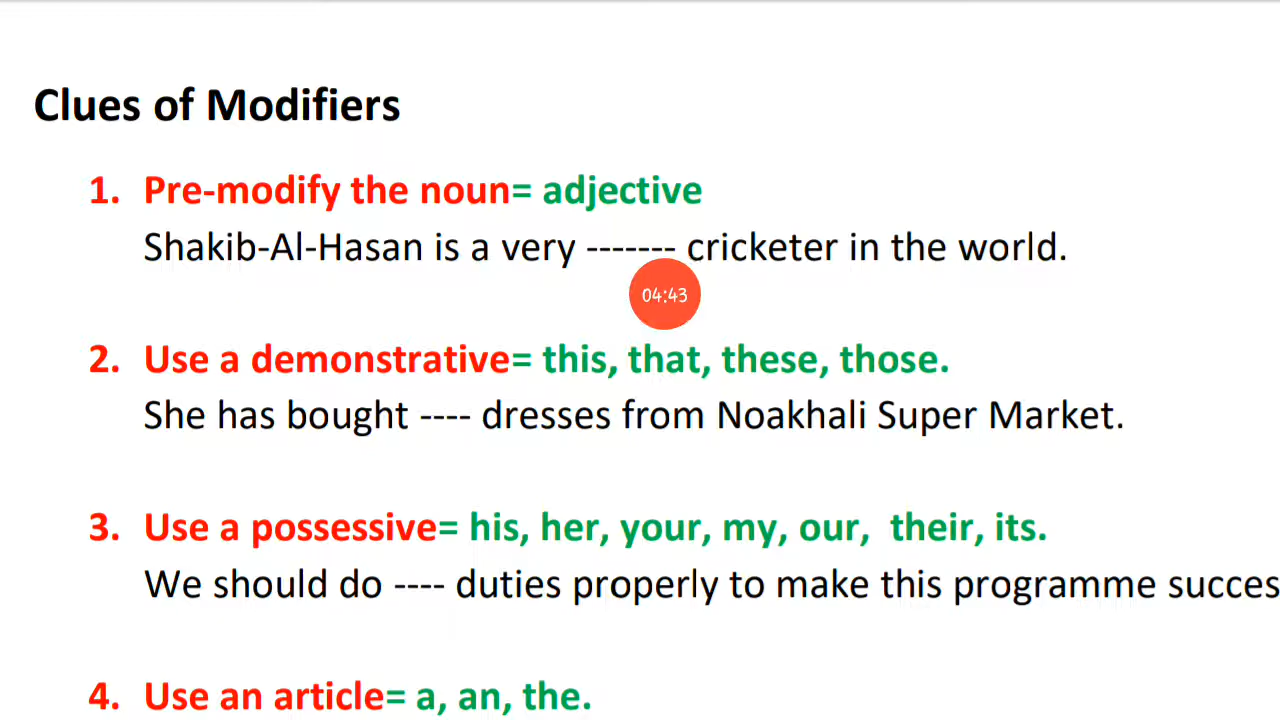 Clues of Modifiers
1. Pre-modify the noun= adjective
Shakib-Al-Hasan is a very ------- cricketer in the world.
04:43
2. Use a demonstrative= this, that, these, those.
She has bought ---- dresses from Noakhali Super Market.
3. Use a possessive= his, her, your, my, our, their, its.
We should do ---- duties properly to make this programme succes
4. Use an article= a, an, the.